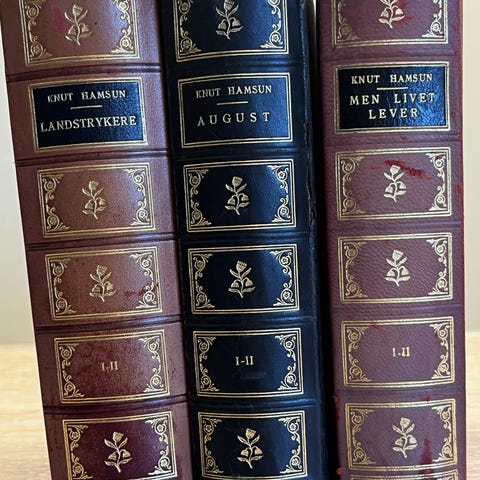 KNUT HAMSUN
LANDSTRYKERE
I-II
KNUT HAMSUN
AUGUST
I-II
KNUT HAMSUN
MEN LIVET
LEVER
I-II